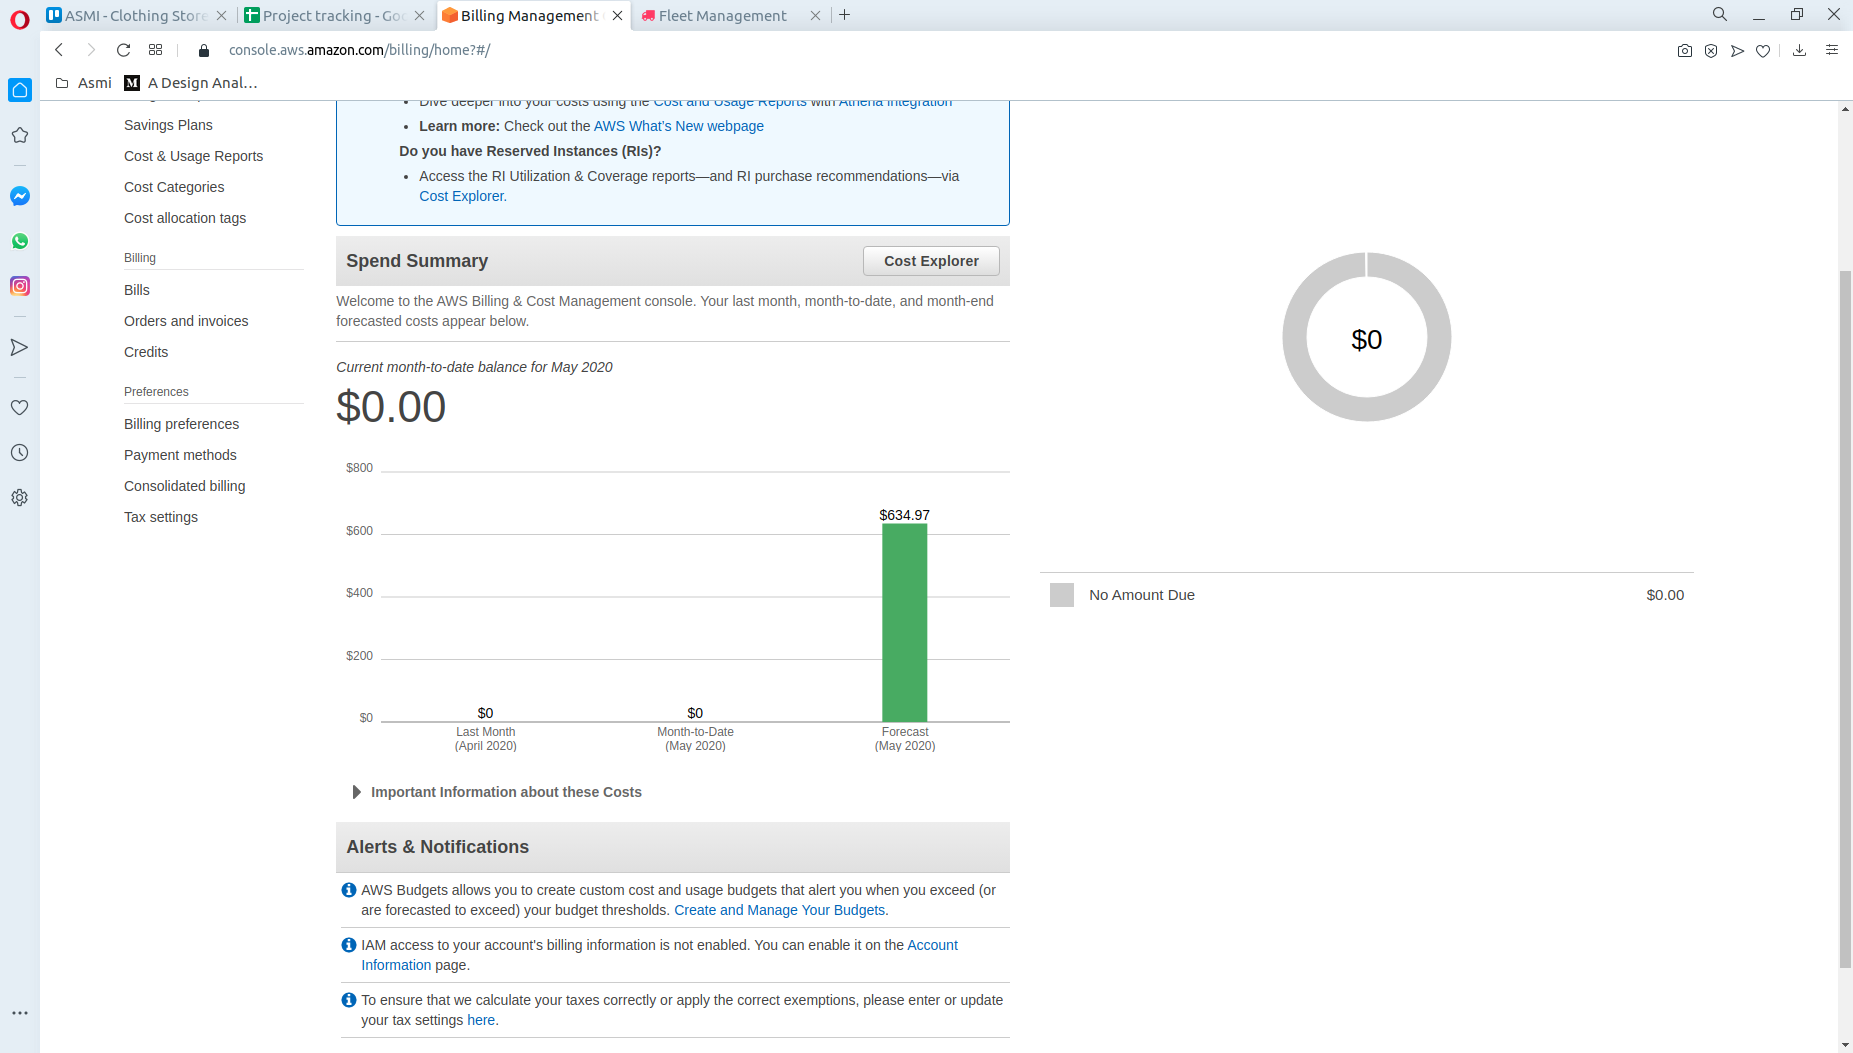 ASMI - Clothing Store
Project tracking - Goo
Billing Management
Fleet Management
console.aws.amazon.com/billing/home?#/
Asmi
M A Design Anal...
Savings Plans
Cost & Usage Reports
Cost Categories
Cost allocation tags
Billing
Bills
Orders and invoices
Credits
Preferences
Billing preferences
Payment methods
Consolidated billing
Tax settings
Dive deeper into your costs using the Cost and Usage Reports with Athena integration
• Learn more: Check out the AWS What's New webpage
Do you have Reserved Instances (RIs)?
• Access the RI Utilization & Coverage reports—and RI purchase recommendations—via
Cost Explorer.
Spend Summary
Cost Explorer
Welcome to the AWS Billing & Cost Management console. Your last month, month-to-date, and month-end
forecasted costs appear below.
Current month-to-date balance for May 2020
$0.00
$800
$600
$400
$200
$0
$0
$0
$634.97
Last Month
(April 2020)
Month-to-Date
(May 2020)
Forecast
(May 2020)
Important Information about these Costs
Alerts & Notifications
AWS Budgets allows you to create custom cost and usage budgets that alert you when you exceed (or
are forecasted to exceed) your budget thresholds. Create and Manage Your Budgets.
IAM access to your account's billing information is not enabled. You can enable it on the Account
Information page.
To ensure that we calculate your taxes correctly or apply the correct exemptions, please enter or update
your tax settings here.
$0
No Amount Due
$0.00